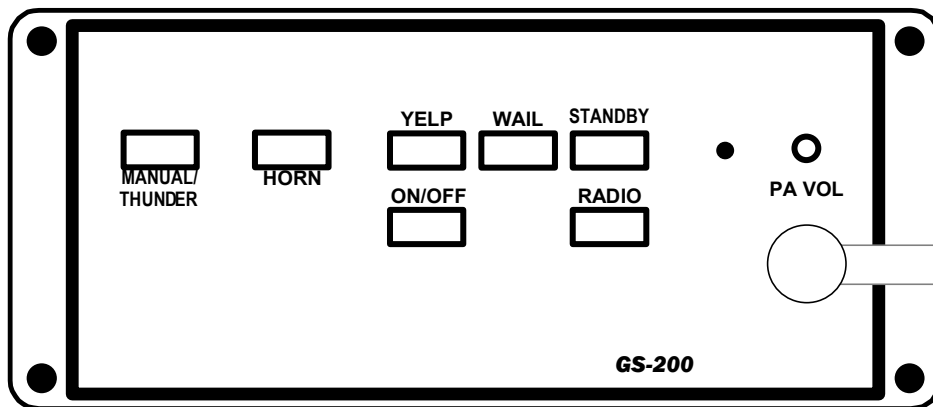 YELP WAIL STANDBY
MANUAL/
THUNDER
HORN
PA VOL
ON/OFF RADIO
GS-200